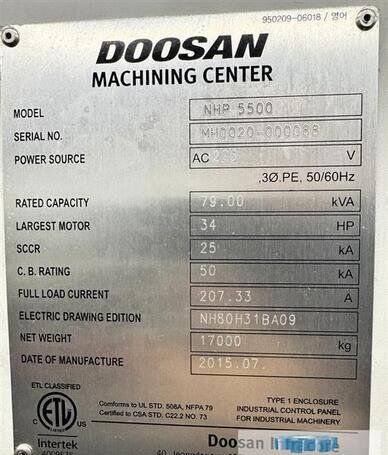 950209-06018 / 영어
DOOSAN
MACHINING CENTER
MODEL NHP 5500
SERIAL NO. MH0020-000088
POWER SOURCE AC V
,3Ø.PE, 50/60Hz
RATED CAPACITY 79.00 kVA
LARGEST MOTOR 34 HP
SCCR 25 kA
C. B. RATING 50 kA
FULL LOAD CURRENT 207.33 A
ELECTRIC DRAWING EDITION NH80H31BA09
NET WEIGHT 17000 kg
DATE OF MANUFACTURE 2015.07.
ETL CLASSIFIED
ETL
Intertek
Conforms to UL STD. 508A, NFPA 79
Certified to CSA STD. C22.2 NO. 73
TYPE 1 ENCLOSURE
INDUSTRIAL CONTROL PANEL
FOR INDUSTRIAL MACHINERY
Doosan